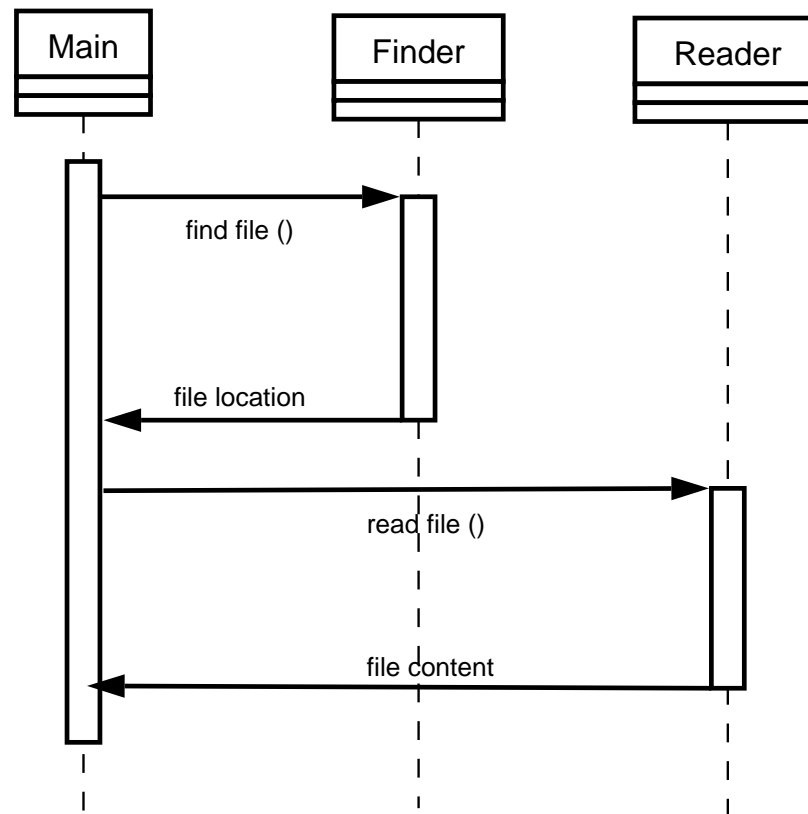 Main
Finder
Reader
find file ()
file location
read file ()
file content